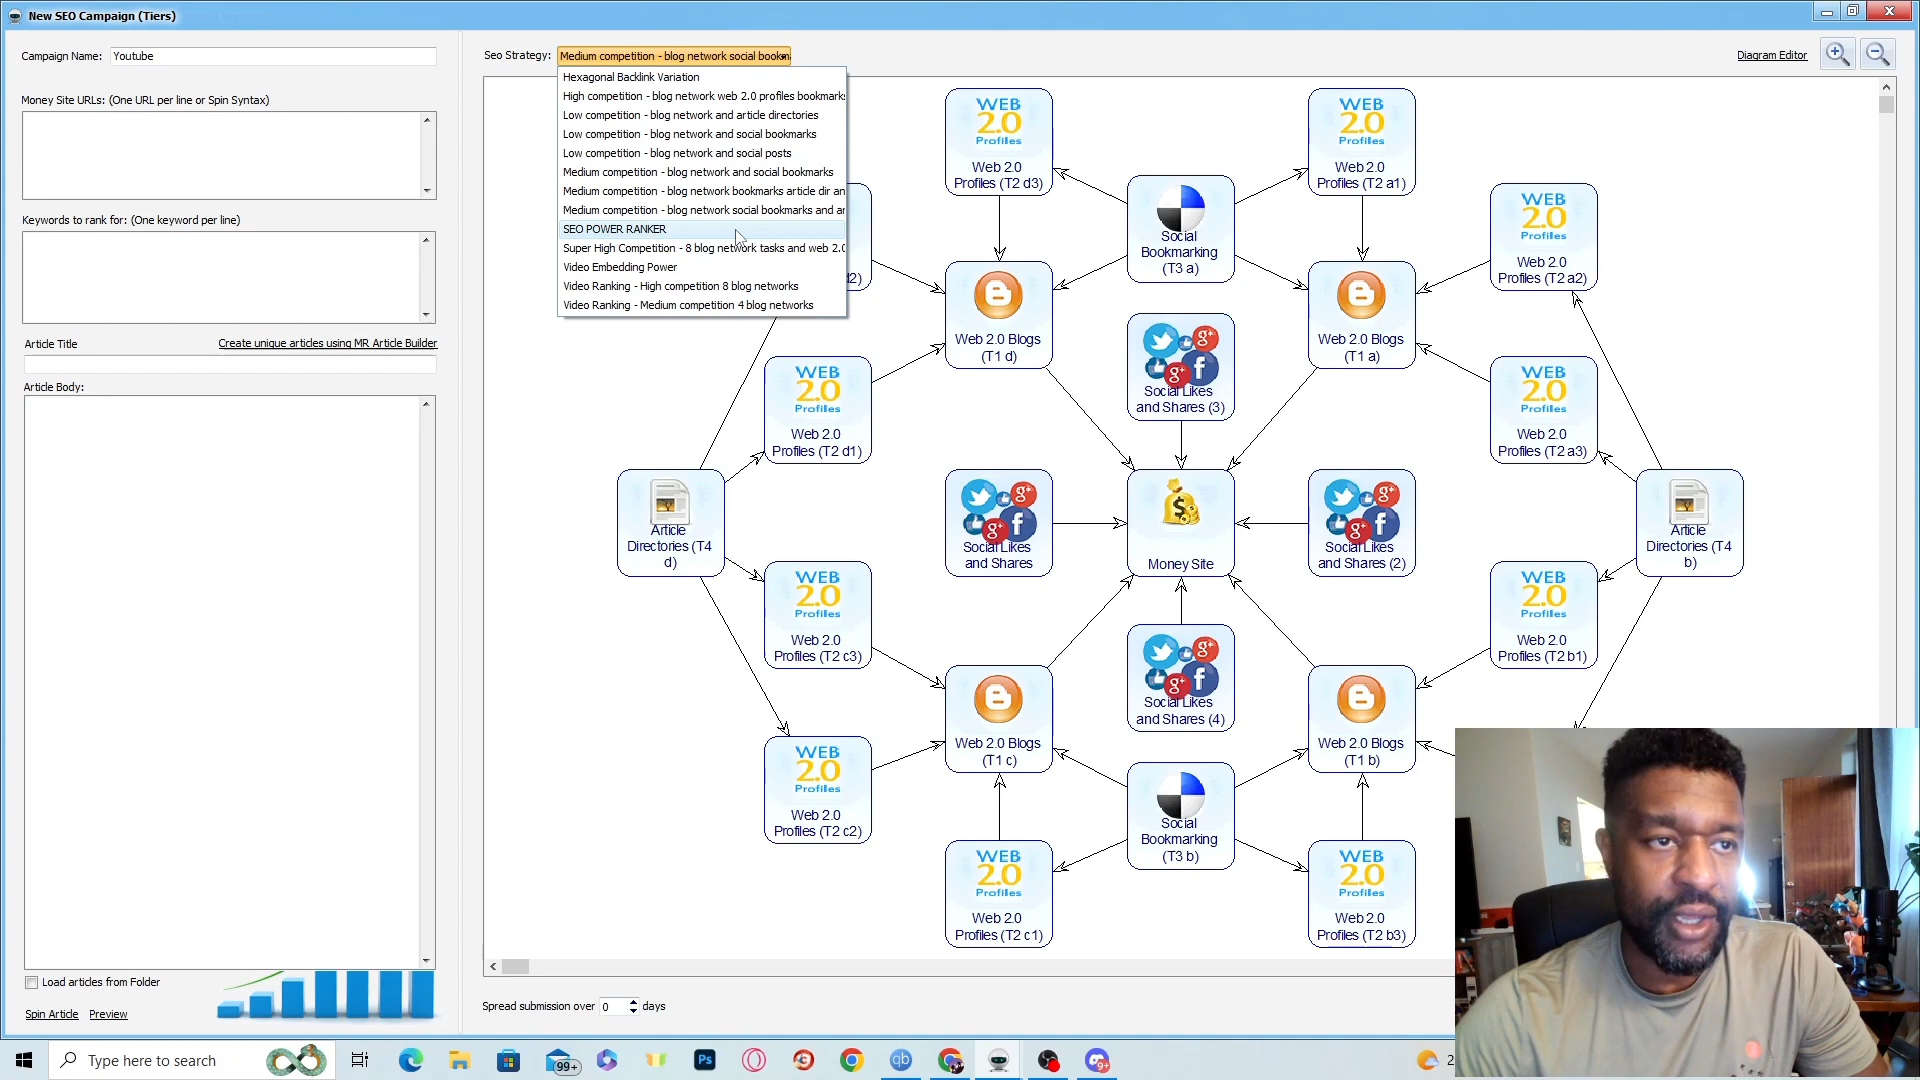 New SEO Campaign (Tiers)
Campaign Name: Youtube
Seo Strategy: Medium competition - blog network social bookm
Diagram Editor
Money Site URLs: (One URL per line or Spin Syntax)
Keywords to rank for: (One keyword per line)
Article Title
Create unique articles using MR Article Builder
Article Body:
Load articles from Folder
Spin Article
Preview
Hexagonal Backlink Variation
High competition - blog network web 2.0 profiles bookmark
Low competition - blog network and article directories
Low competition - blog network and social bookmarks
Low competition - blog network and social posts
Medium competition - blog network and social bookmarks
Medium competition - blog network bookmarks article dir an
Medium competition - blog network social bookmarks and ar
SEO POWER RANKER
Super High Competition - 8 blog network tasks and web 2.0
Video Embedding Power
Video Ranking - High competition 8 blog networks
Video Ranking - Medium competition 4 blog networks
WEB
2.0
Profiles
Web 2.0
Profiles (T2 d3)
WEB
2.0
Profiles
Web 2.0
Profiles (T2 a1)
Social
Bookmarking
(T3 a)
WEB
2.0
Profiles
Web 2.0
Profiles (T2 a2)
d2)
Web 2.0 Blogs
(T1 d)
Web 2.0 Blogs
(T1 a)
Social Likes
and Shares (3)
WEB
2.0
Profiles
Web 2.0
Profiles (T2 d1)
WEB
2.0
Profiles
Web 2.0
Profiles (T2 a3)
Article
Directories (T4
d)
Social Likes
and Shares
$
Money Site
Social Likes
and Shares (2)
Article
Directories (T4
b)
WEB
2.0
Profiles
Web 2.0
Profiles (T2 c3)
WEB
2.0
Profiles
Web 2.0
Profiles (T2 b1)
Social Likes
and Shares (4)
Web 2.0 Blogs
(T1 c)
Web 2.0 Blogs
(T1 b)
WEB
2.0
Profiles
Web 2.0
Profiles (T2 c2)
Social
Bookmarking
(T3 b)
WEB
2.0
Profiles
Web 2.0
Profiles (T2 c1)
WEB
2.0
Profiles
Web 2.0
Profiles (T2 b3)
Spread submission over 0 days
Type here to search
99+
Ps
qb
9+
2